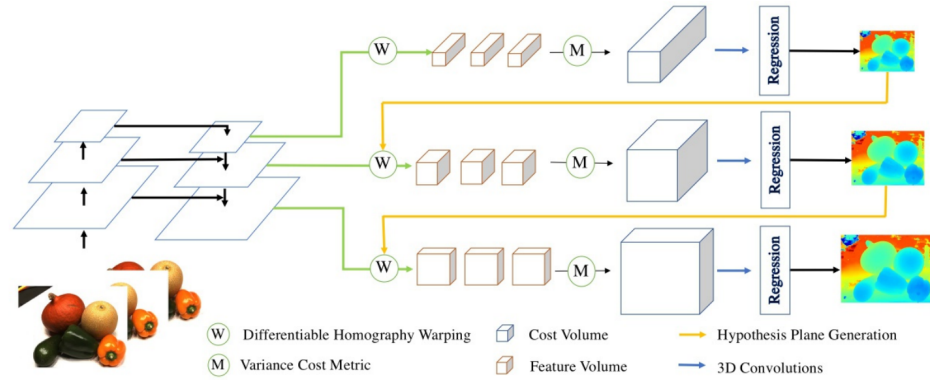 W
M
Regression
W
M
Regression
W
M
Regression
W Differentiable Homography Warping
Cost Volume
Hypothesis Plane Generation
M Variance Cost Metric
Feature Volume
3D Convolutions